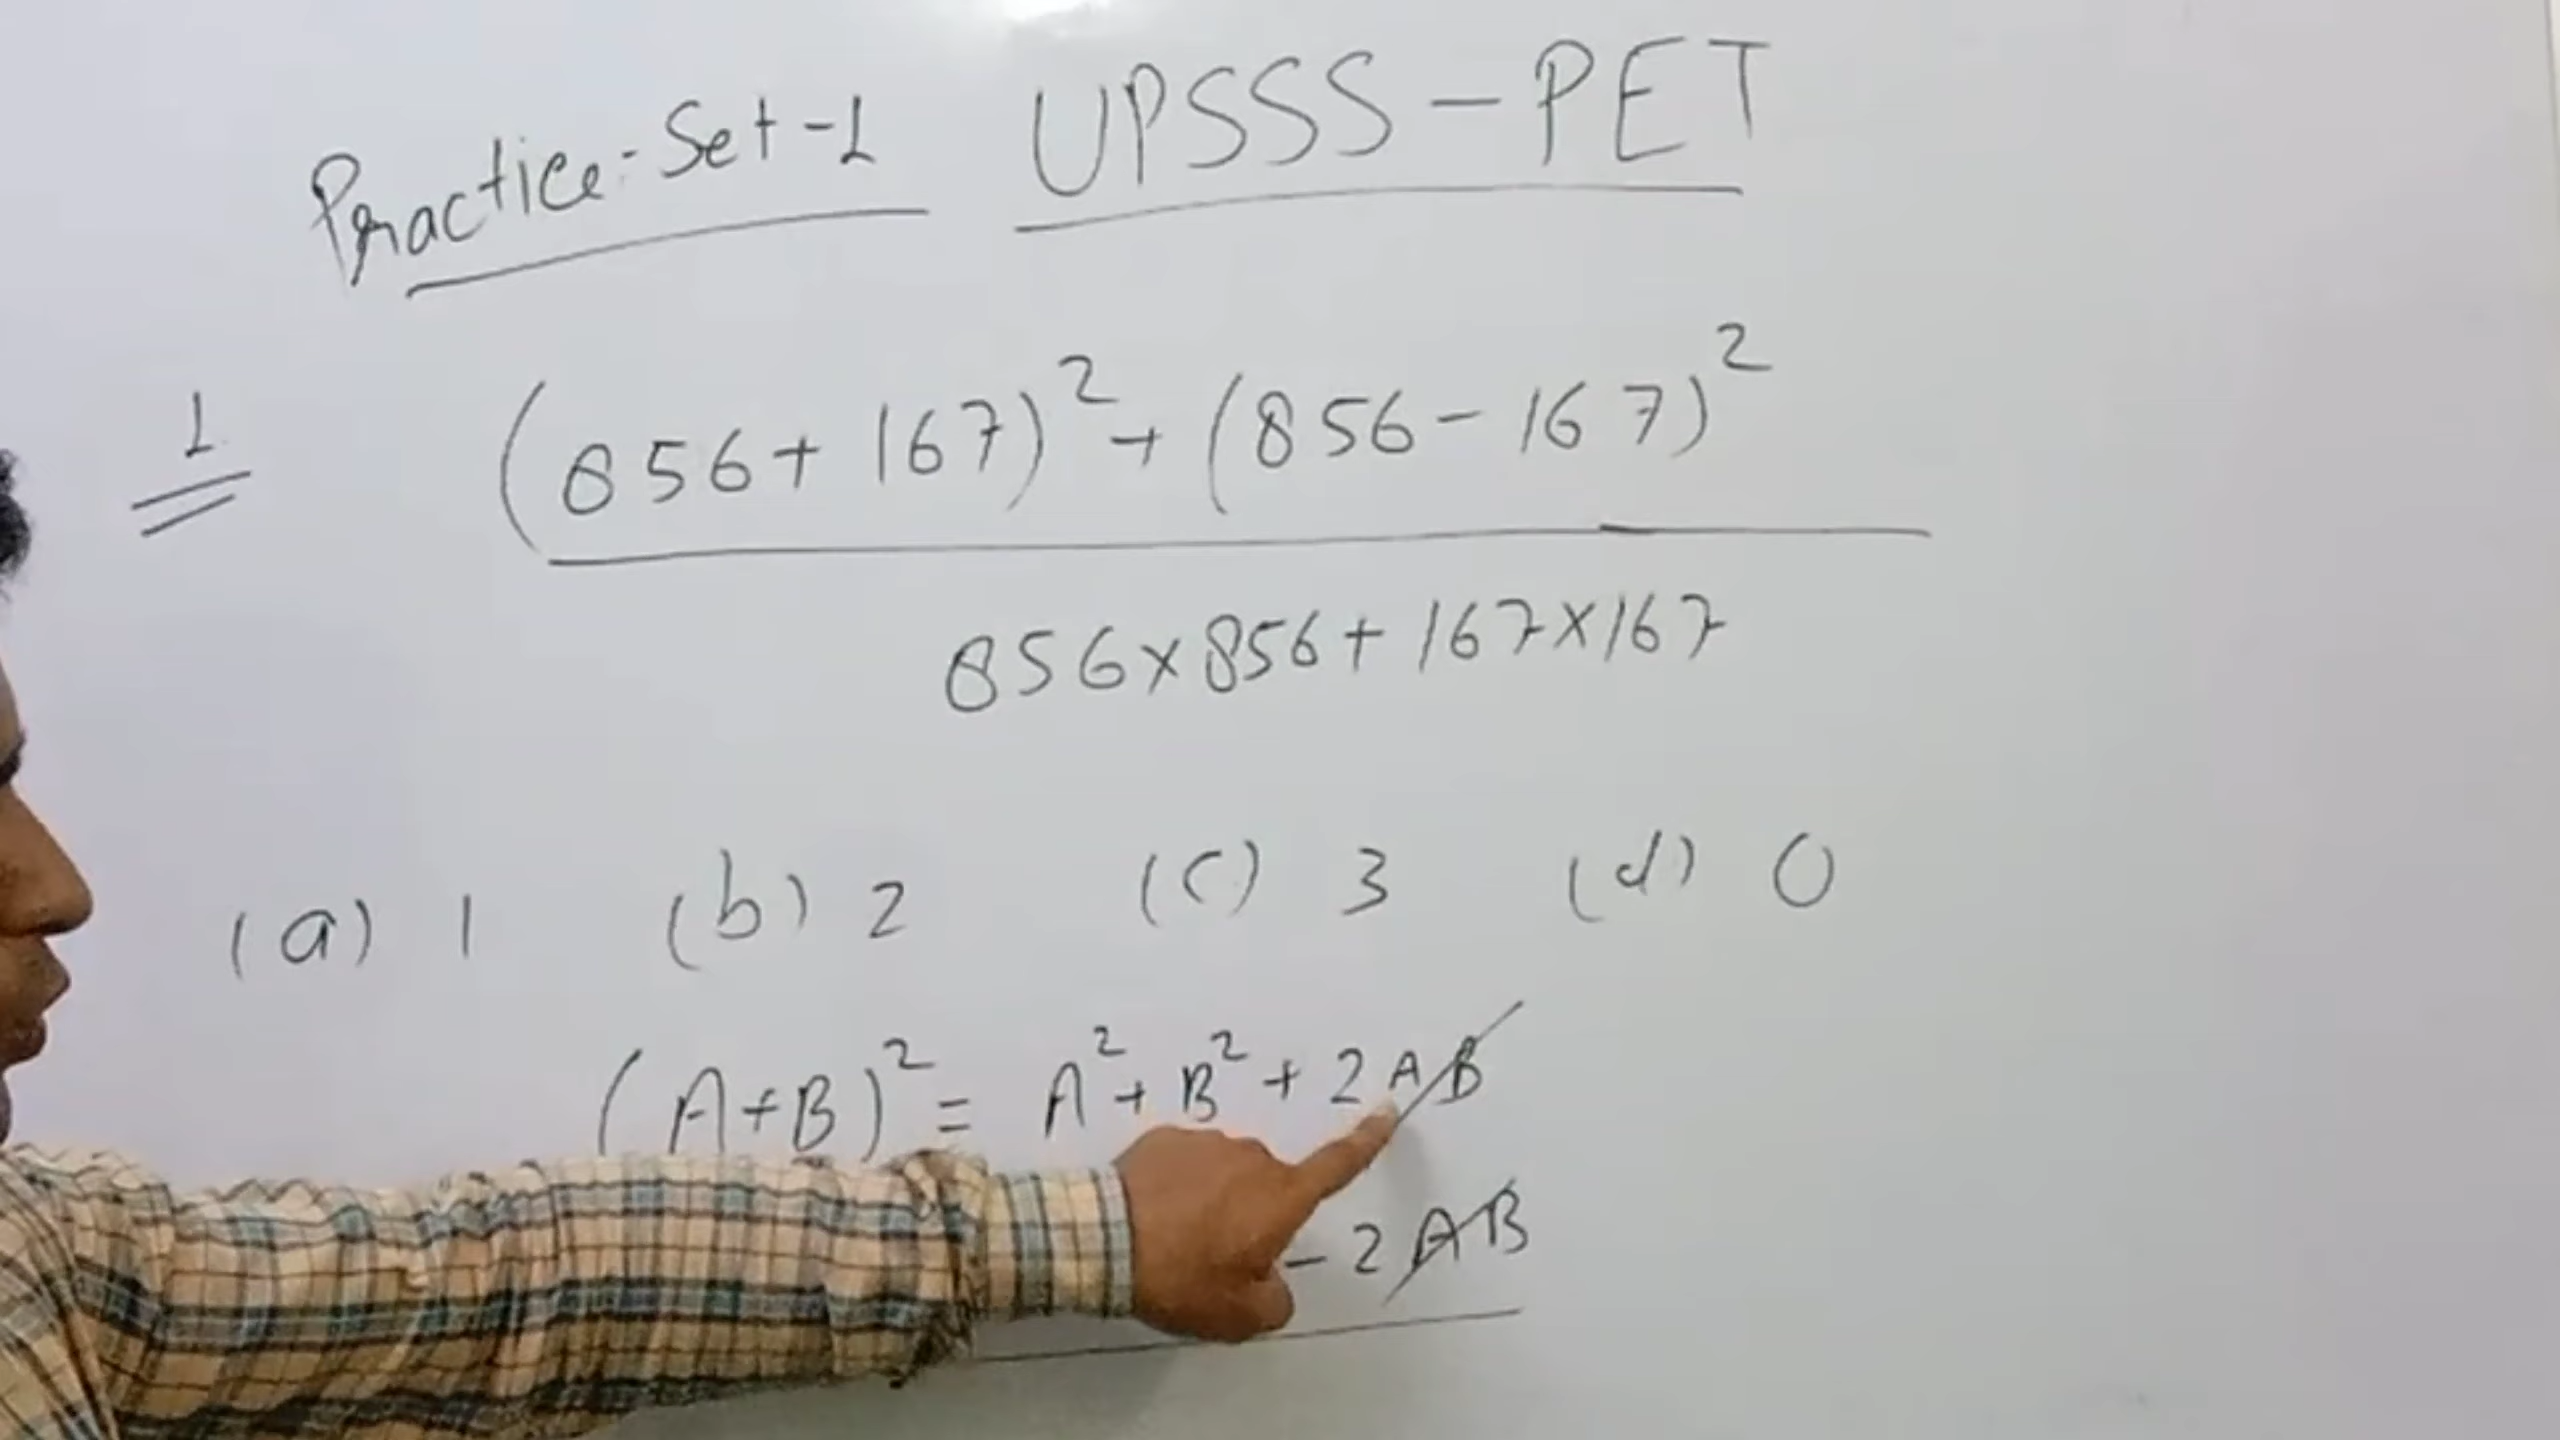 Practice-Set-1 UPSSS-PET
1 (856+167)²+(856-167)²
856×856+167×167
(a) 1 (b) 2 (c) 3 (d) 0
(A+B)² = A²+B²+2AB
-2AB